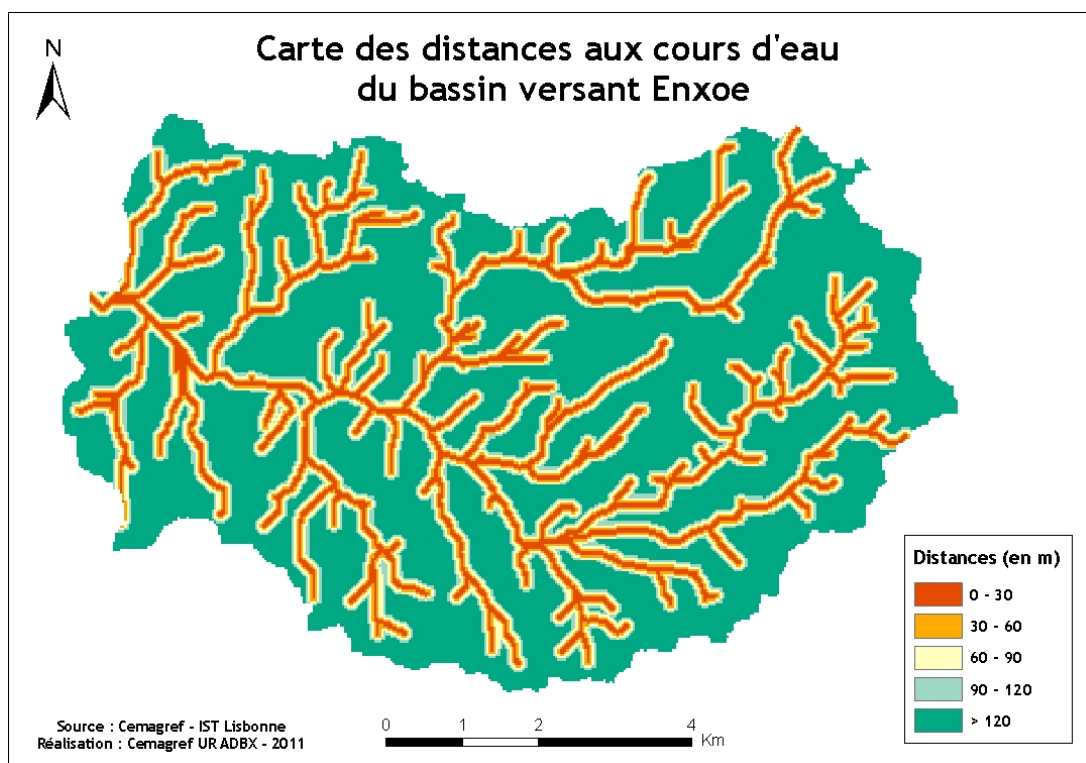 N
Carte des distances aux cours d'eau
du bassin versant Enxoe
Distances (en m)
0 - 30
30 - 60
60 - 90
90 - 120
> 120
Source : Cemagref - IST Lisbonne
Réalisation : Cemagref UR ADBX - 2011
0 1 2 4
Km